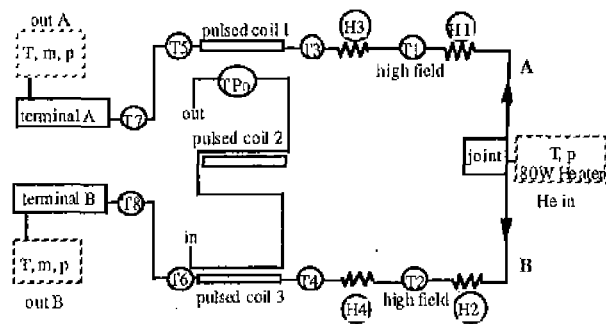 out A
T, m, p
terminal A
T7
T5
pulsed coil 1
T3
H3
T1
H1
high field
A
TP0
out
pulsed coil 2
joint
T, p
80W Heater
He in
terminal B
T8
T, m, p
out B
in
T6
pulsed coil 3
T4
H4
T2
H2
high field
B